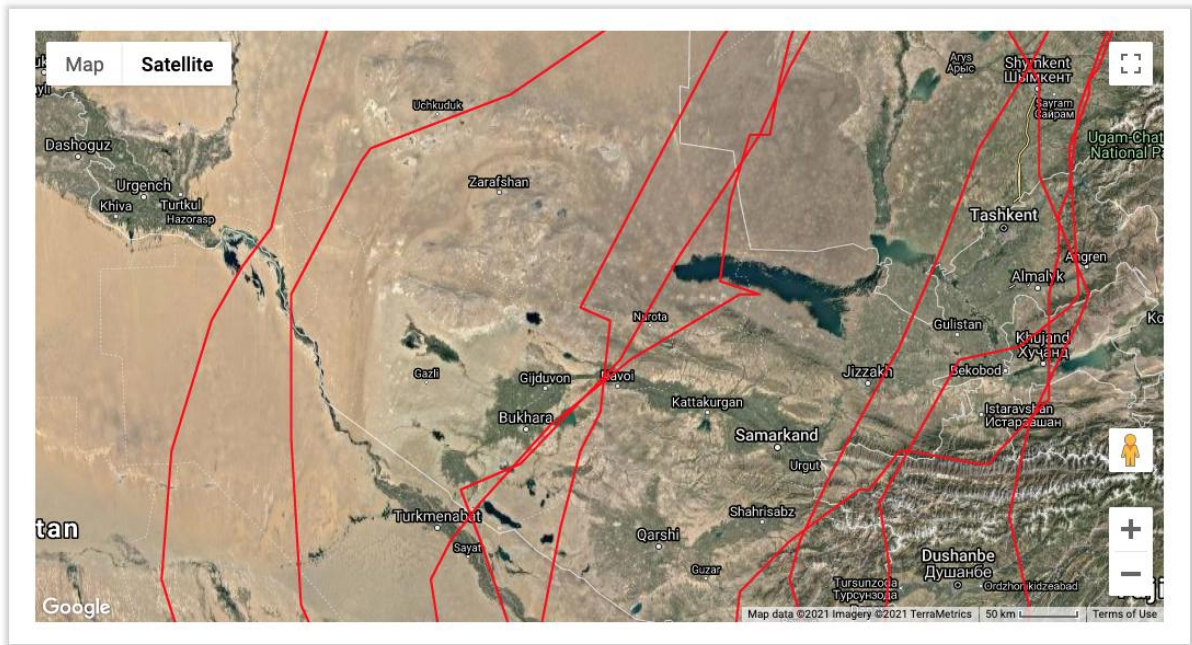 Map
Satellite
Arys
Арыс
Shymkent
Шымкент
Sayram
Сайрам
Uchkuduk
Dashoguz
Ugam-Chat
National Pa
Urgench
Zarafshan
Khiva
Turtkul
Hazorasp
Tashkent
Angren
Almalyk
Nurota
Gulistan
Ko
Khujand
Хуҷанд
Gazli
Gijduvon
Navoi
Jizzakh
Bekobod
Kattakurgan
Bukhara
Istaravshan
Истаравшан
Samarkand
Urgut
Turkmenabat
Shahrisabz
tan
Qarshi
Sayat
Guzar
Dushanbe
Душанбе
Tursunzoda
Турсунзода
Ordzhonikidzeabad
Google
Map data ©2021 Imagery ©2021 TerraMetrics
50 km
Terms of Use